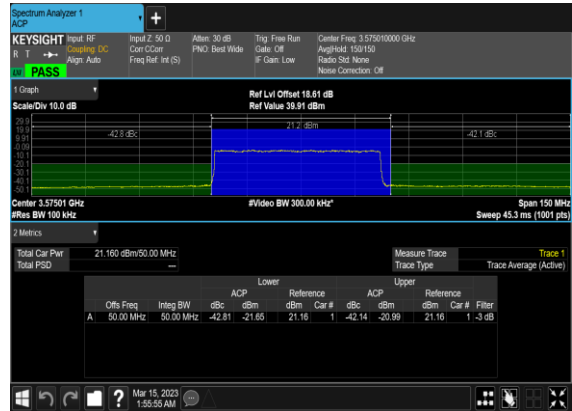 Spectrum Analyzer 1
ACP
KEYSIGHT Input: RF Input Z: 50 Ω Atten: 30 dB Trig: Free Run Center Freq: 3.575010000 GHz
R T Coupling: DC Corr CCorr PNO: Best Wide Gate: Off Avg|Hold: 150/150
Align: Auto Freq Ref: Int (S) IF Gain: Low Radio Std: None
LW PASS Noise Correction: Off
1 Graph Ref Lvl Offset 18.61 dB
Scale/Div 10.0 dB Ref Value 39.91 dBm
29.9
19.9
9.91
-0.09
-10.1
-20.1
-30.1
-40.1
-50.1
-42.8 dBc 21.2 dBm -42.1 dBc
Center 3.57501 GHz #Video BW 300.00 kHz* Span 150 MHz
#Res BW 100 kHz Sweep 45.3 ms (1001 pts)
2 Metrics
Total Car Pwr 21.160 dBm/50.00 MHz Measure Trace Trace 1
Total PSD --- Trace Type Trace Average (Active)
Lower Upper
ACP Reference ACP Reference
Offs Freq Integ BW dBc dBm dBm Car # dBc dBm dBm Car # Filter
A 50.00 MHz 50.00 MHz -42.81 -21.65 21.16 1 -42.14 -20.99 21.16 1 -3 dB
? Mar 15, 2023
1:55:55 AM